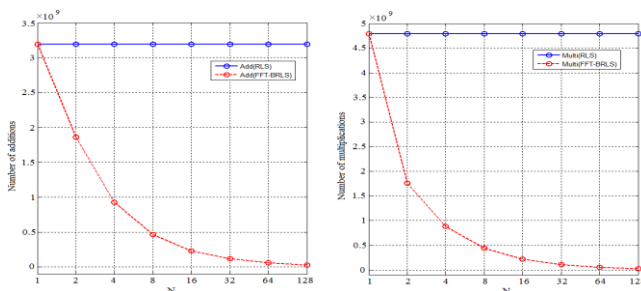 ×10⁹
3.5
3
2.5
2
1.5
1
0.5
0
Number of additions
Add(RLS)
Add(FFT-BRLS)
1 2 4 8 16 32 64 128
N
×10⁹
5
4.5
4
3.5
3
2.5
2
1.5
1
0.5
0
Number of multiplications
Multi(RLS)
Multi(FFT-BRLS)
1 2 4 8 16 32 64 12
N